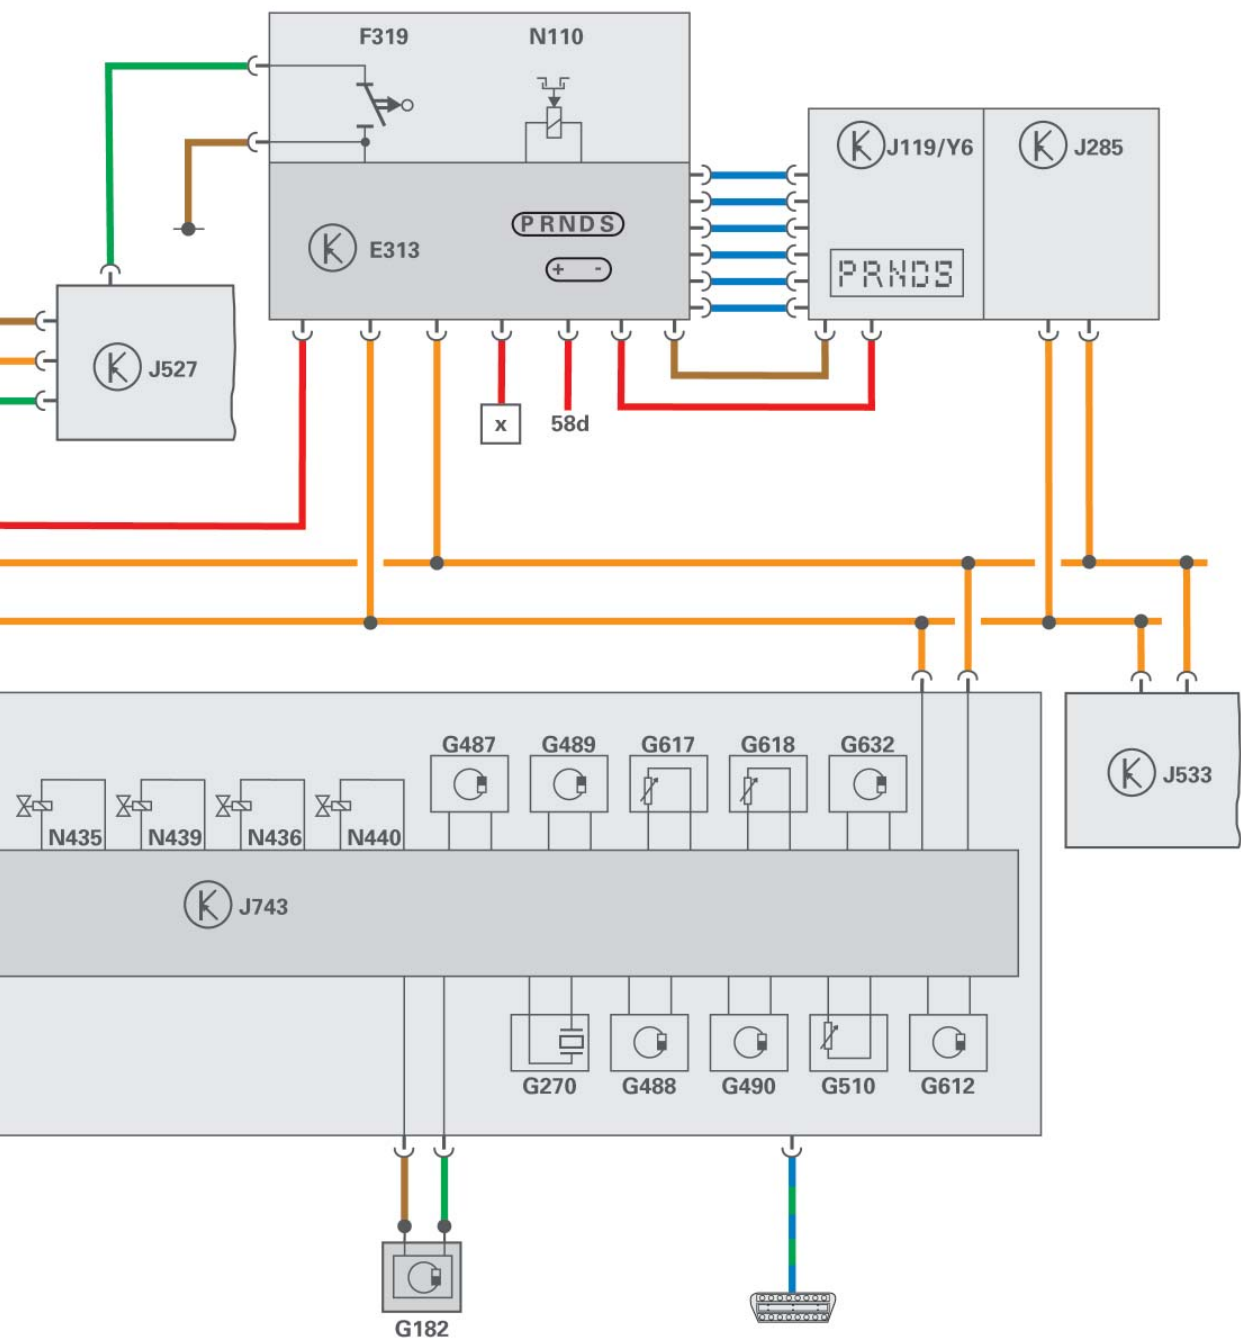 F319 N110
J119/Y6 J285
PRNDS
E313
+ -
PRNDS
J527
x 58d
G487 G489 G617 G618 G632
J533
N435 N439 N436 N440
J743
G270 G488 G490 G510 G612
G182